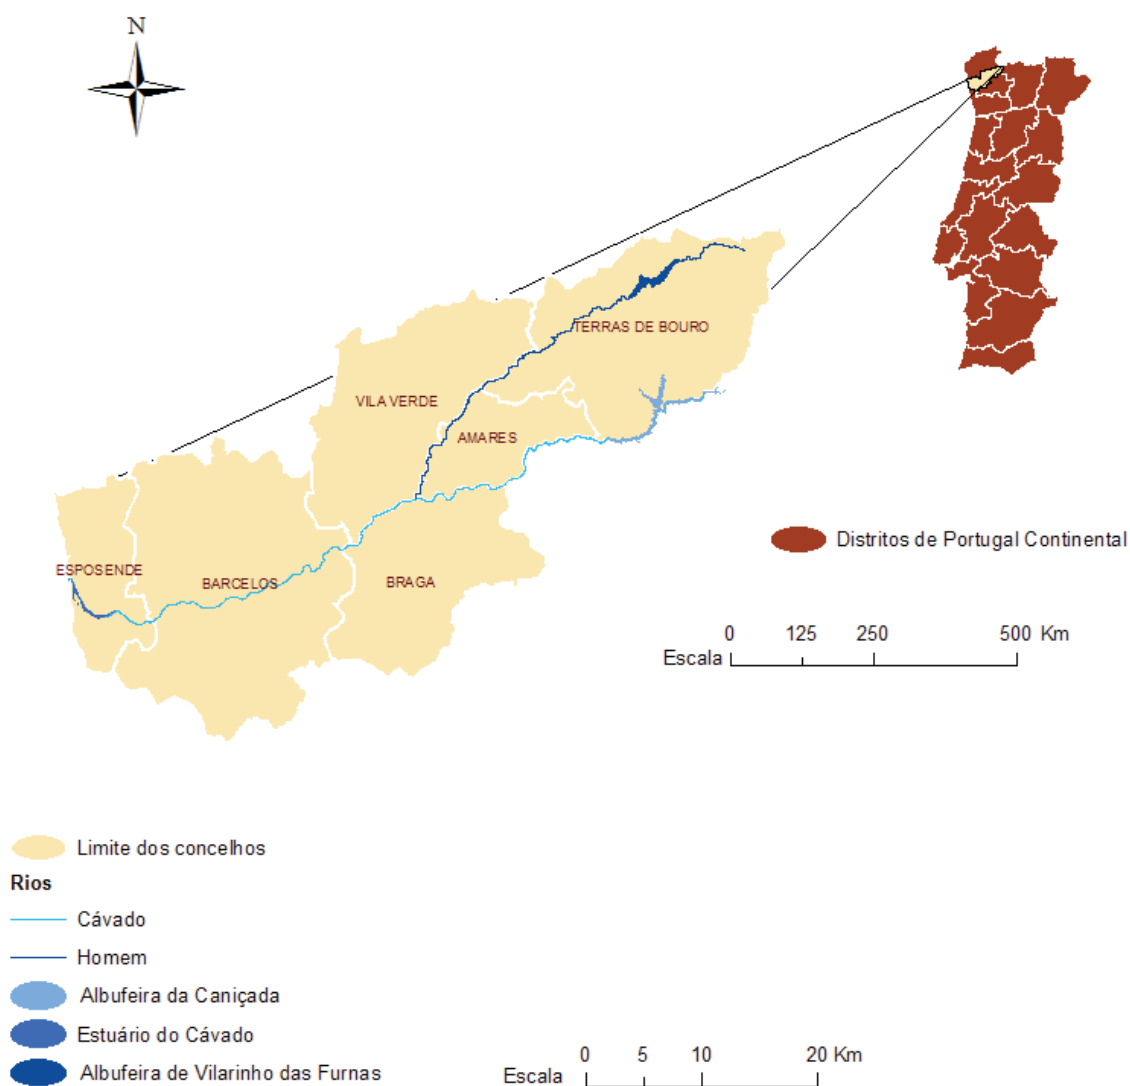 N
TERRAS DE BOURO
VILA VERDE
AMARES
Distritos de Portugal Continental
ESPOSENDE
BARCELOS
BRAGA
0 125 250 500 Km
Escala
Limite dos concelhos
Rios
Cávado
Homem
Albufeira da Caniçada
Estuário do Cávado
Albufeira de Vilarinho das Furnas
0 5 10 20 Km
Escala